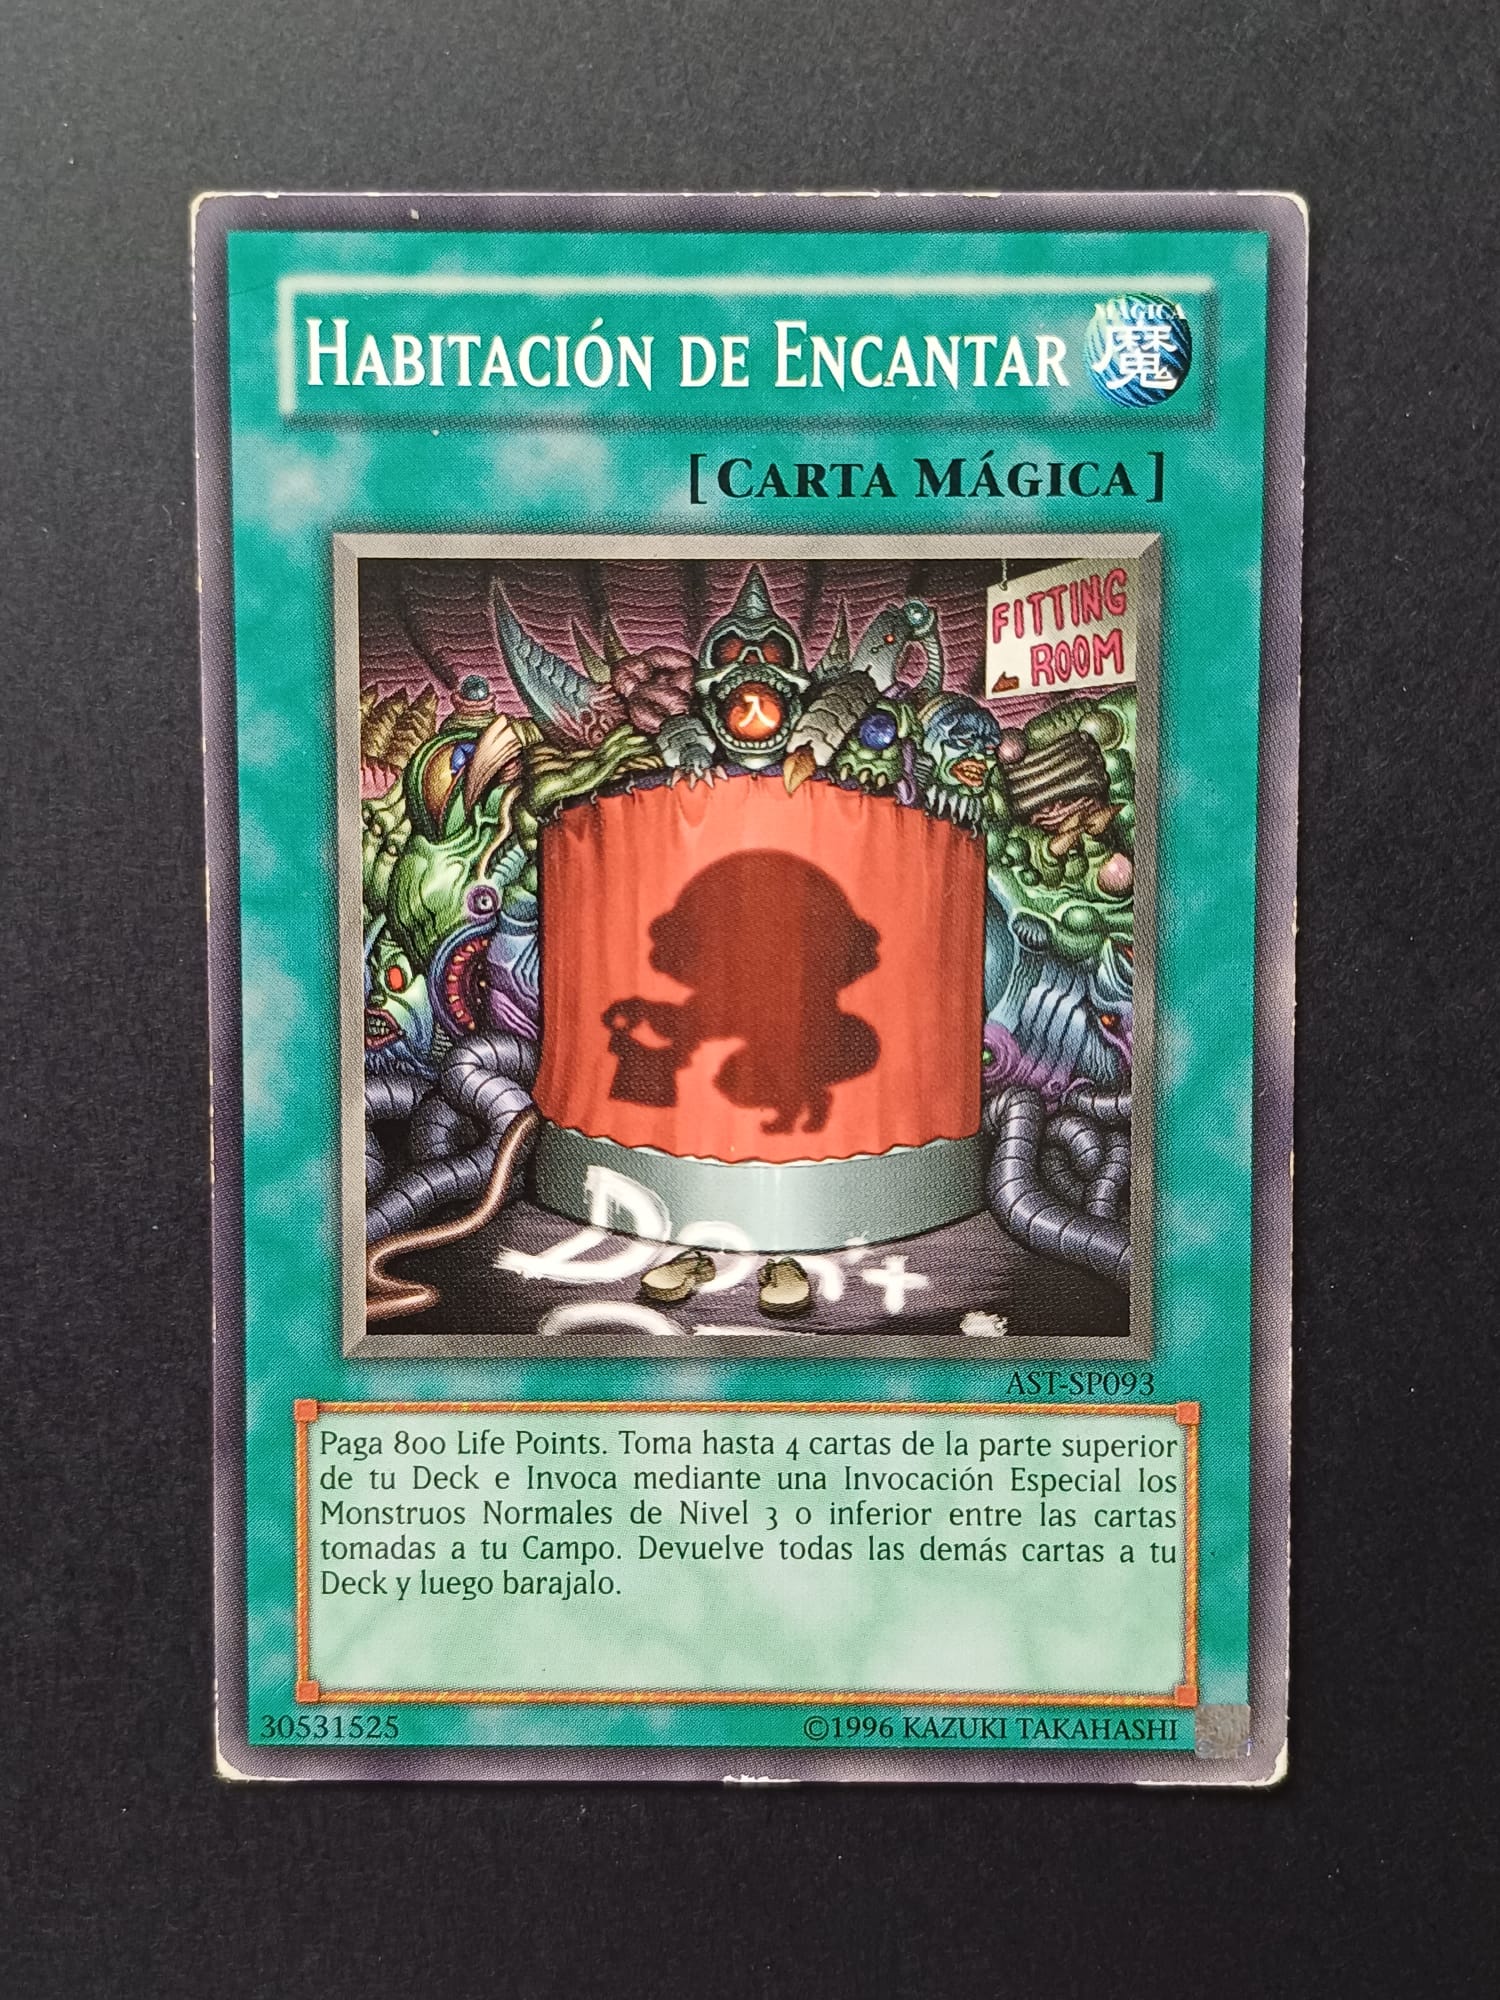 HABITACIÓN DE ENCANTAR
MÁGICA
魔
[CARTA MÁGICA]
FITTING
ROOM
入
Don't
AST-SP093
Paga 800 Life Points. Toma hasta 4 cartas de la parte superior
de tu Deck e Invoca mediante una Invocación Especial los
Monstruos Normales de Nivel 3 o inferior entre las cartas
tomadas a tu Campo. Devuelve todas las demás cartas a tu
Deck y luego barajalo.
30531525
©1996 KAZUKI TAKAHASHI